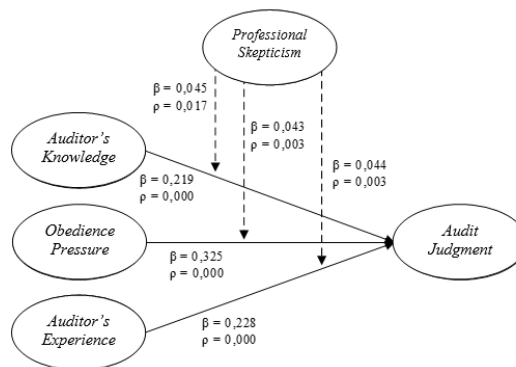 Professional
Skepticism
β = 0,045
ρ = 0,017
β = 0,043
ρ = 0,003
β = 0,044
ρ = 0,003
Auditor's
Knowledge
β = 0,219
ρ = 0,000
Obedience
Pressure
β = 0,325
ρ = 0,000
Audit
Judgment
Auditor's
Experience
β = 0,228
ρ = 0,000